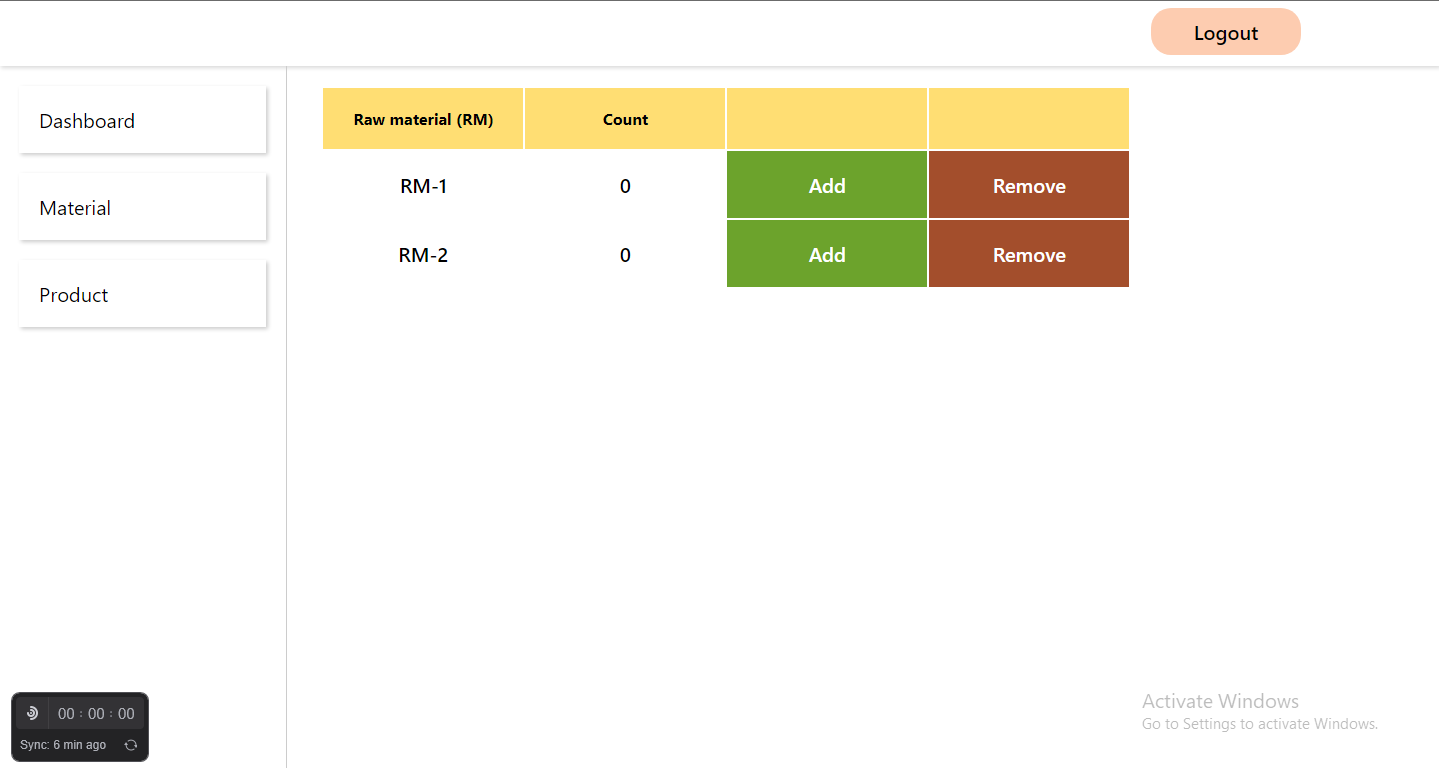 Logout
Dashboard
Material
Product
Raw material (RM) Count
RM-1 0 Add Remove
RM-2 0 Add Remove
00 : 00 : 00
Sync: 6 min ago
Activate Windows
Go to Settings to activate Windows.